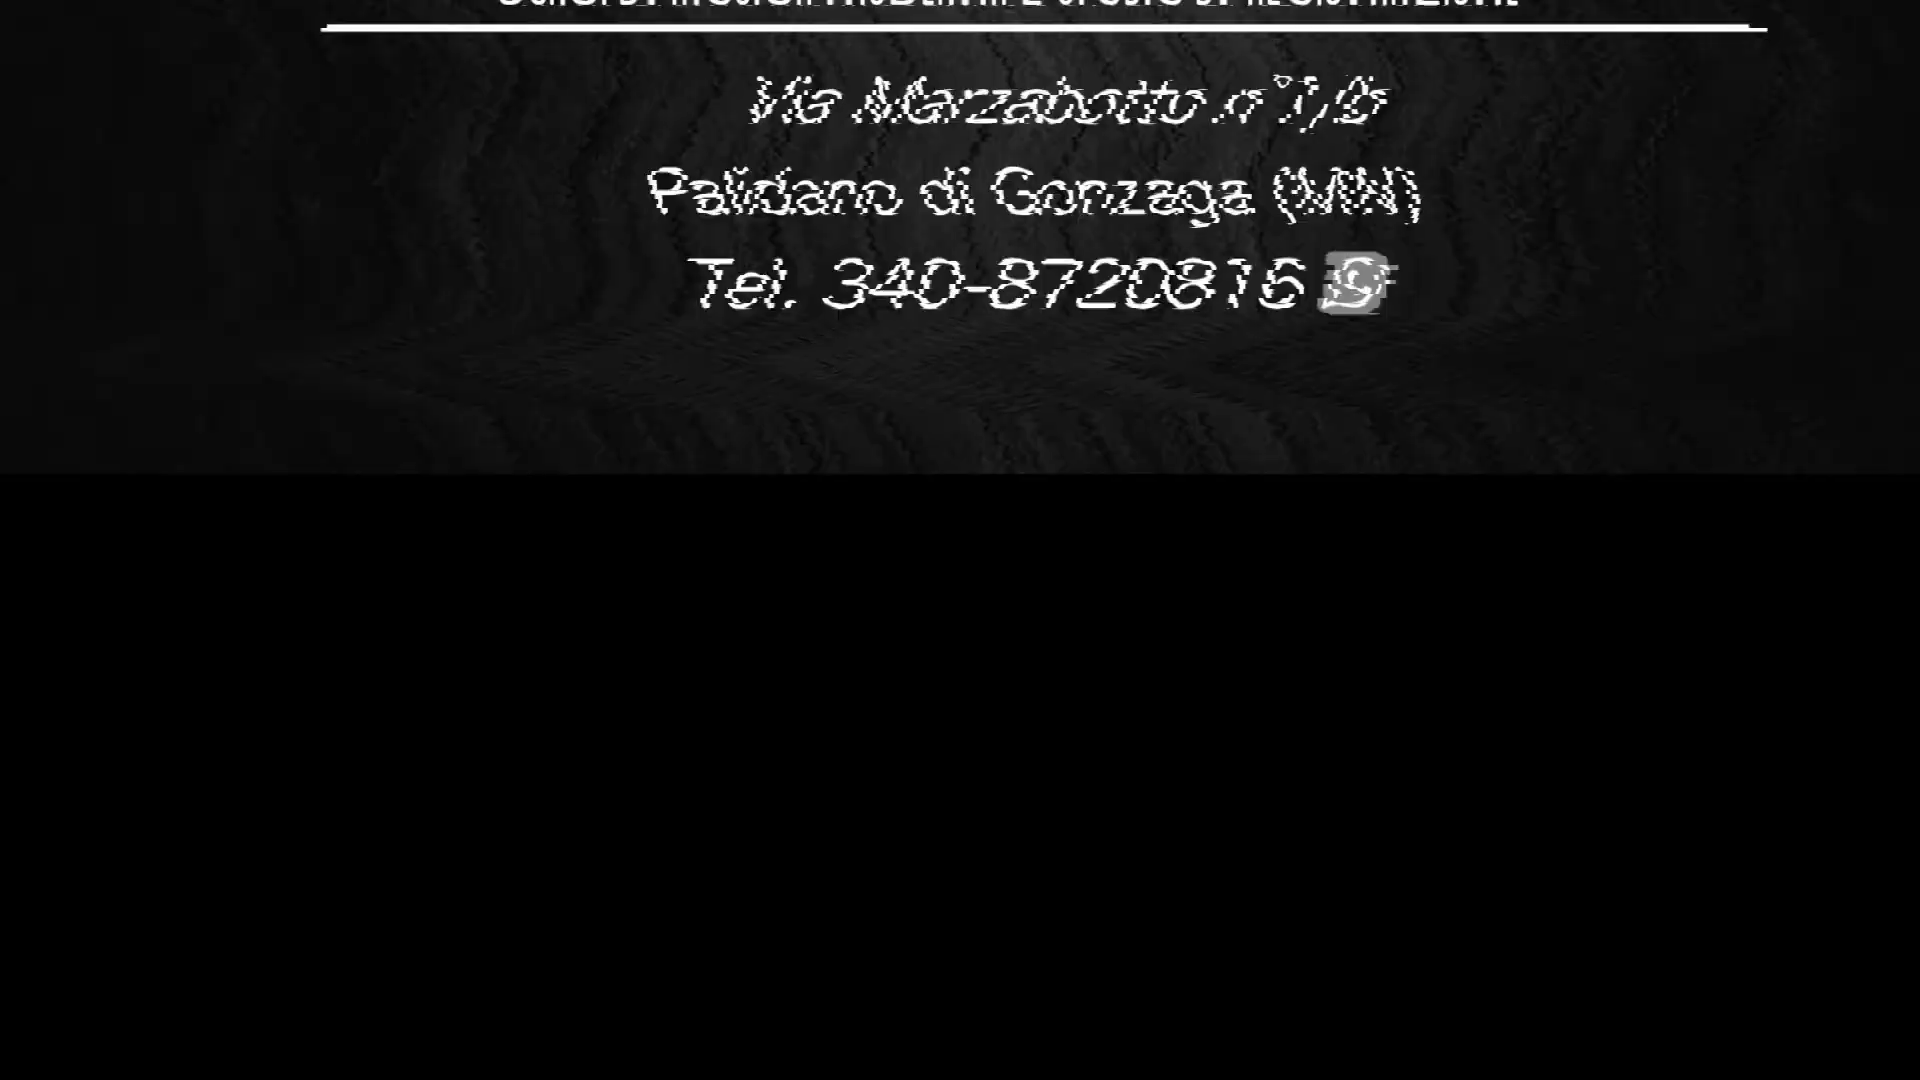 Via Marzabotto n°1/b
Palidano di Gonzaga (MN)
Tel. 340-8720816